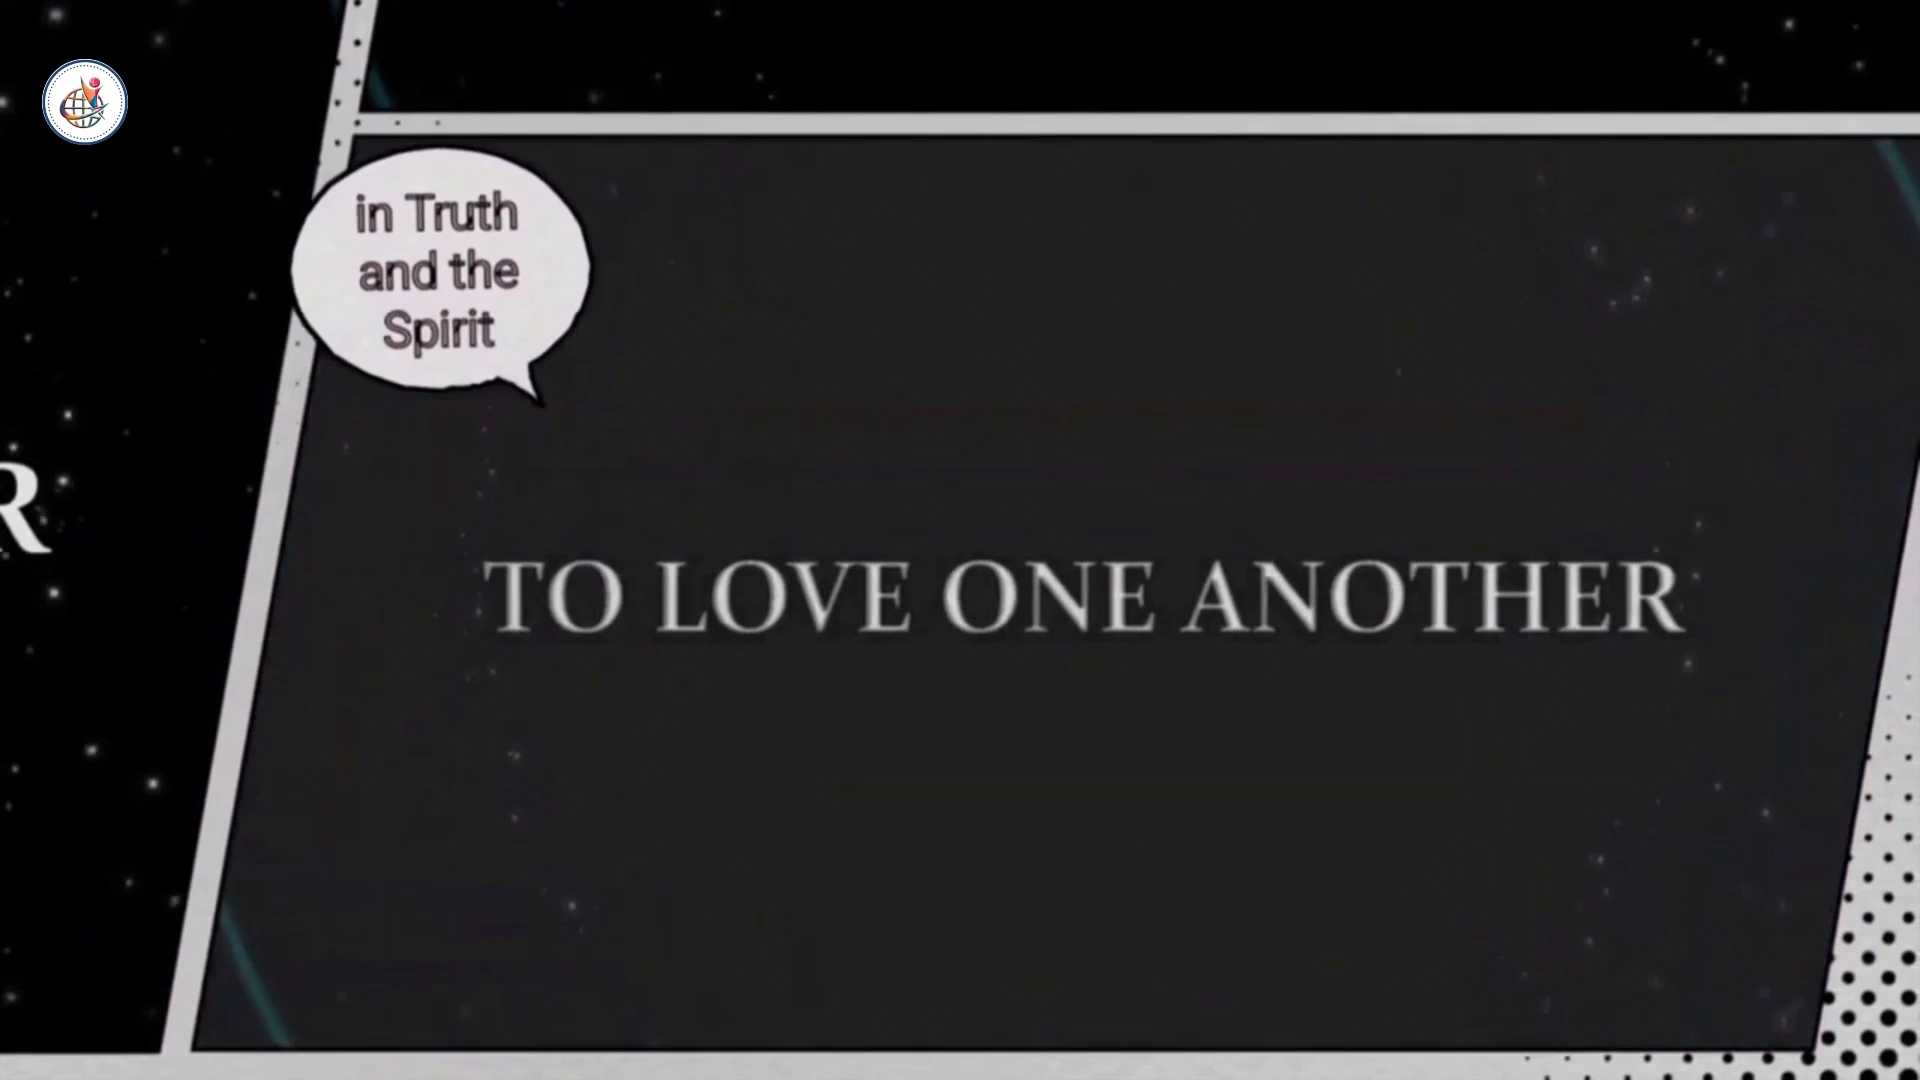 in Truth
and the
Spirit
R
TO LOVE ONE ANOTHER